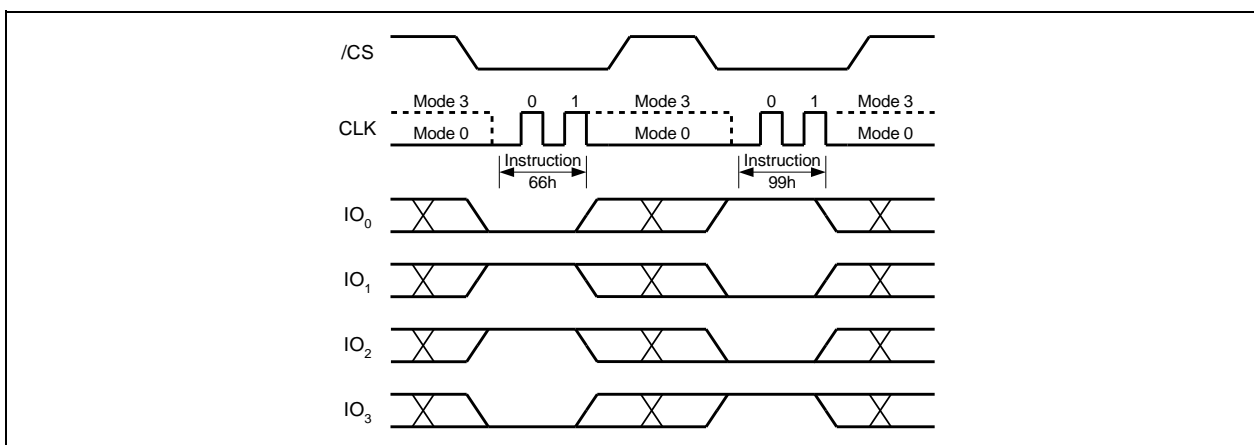 /CS
Mode 3 0 1 Mode 3 0 1 Mode 3
CLK Mode 0 Mode 0 Mode 0
Instruction Instruction
66h 99h
IO0
IO1
IO2
IO3